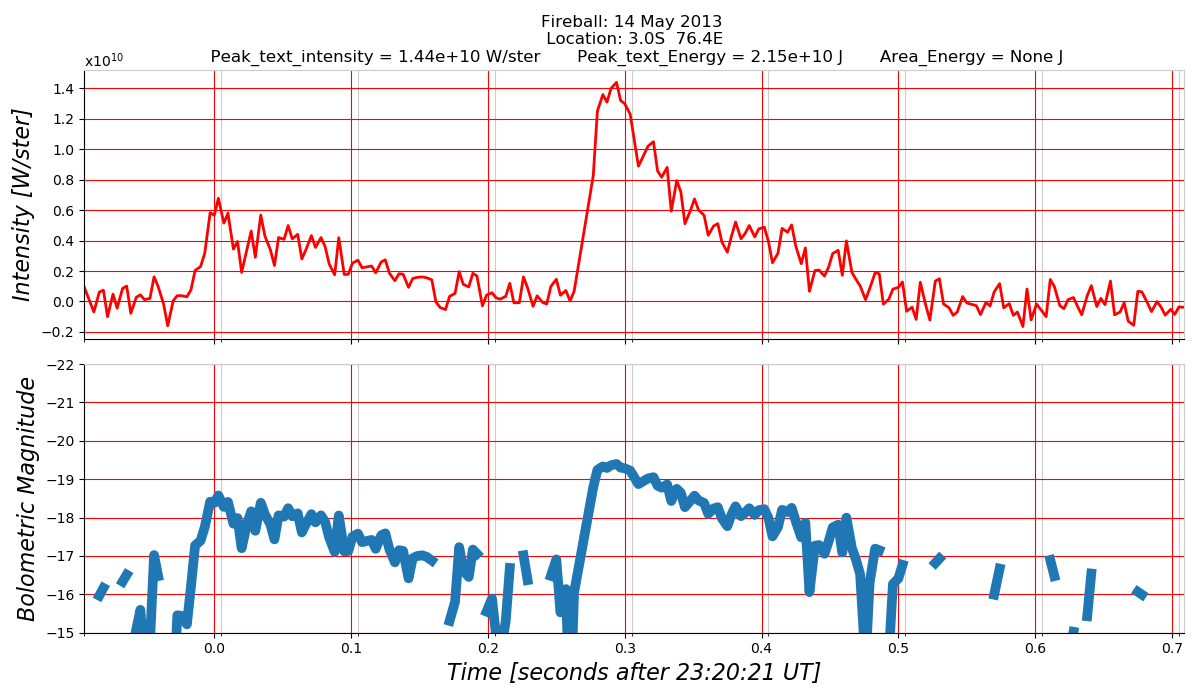 Fireball: 14 May 2013
Location: 3.0S  76.4E
Peak_text_intensity = 1.44e+10 W/ster       Peak_text_Energy = 2.15e+10 J       Area_Energy = None J
x10¹⁰
1.4
1.2
1.0
0.8
0.6
0.4
0.2
0.0
−0.2
Intensity [W/ster]
−22
−21
−20
−19
−18
−17
−16
−15
Bolometric Magnitude
0.0 0.1 0.2 0.3 0.4 0.5 0.6 0.7
Time [seconds after 23:20:21 UT]